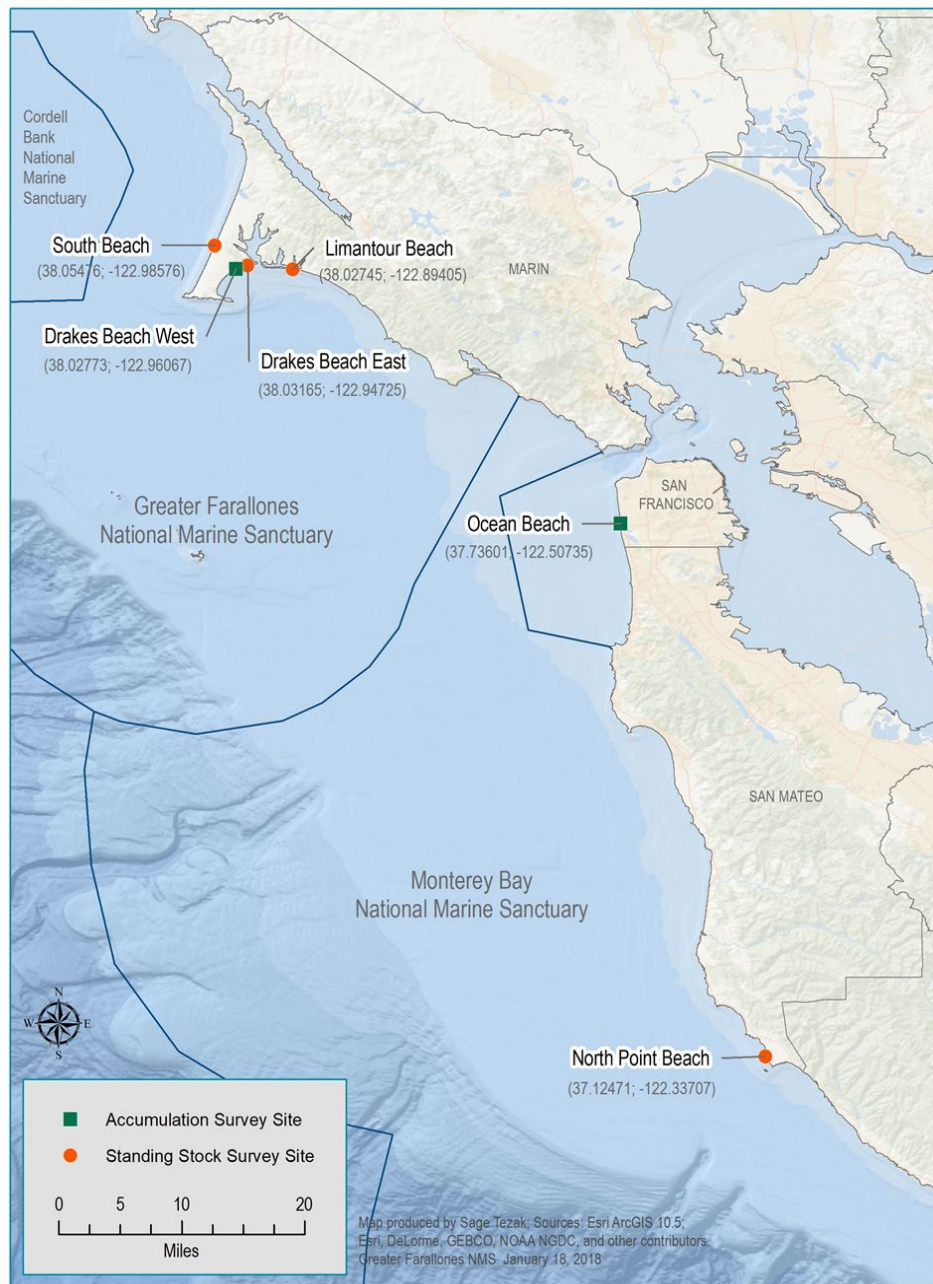 Cordell
Bank
National
Marine
Sanctuary
South Beach
(38.05476; -122.98576)
Limantour Beach
(38.02745; -122.89405)
MARIN
Drakes Beach West
(38.02773; -122.96067)
Drakes Beach East
(38.03165; -122.94725)
Greater Farallones
National Marine Sanctuary
SAN
FRANCISCO
Ocean Beach
(37.73601; -122.50735)
SAN MATEO
Monterey Bay
National Marine Sanctuary
N
W E
S
North Point Beach
(37.12471; -122.33707)
Accumulation Survey Site
Standing Stock Survey Site
0 5 10 20
Miles
Map produced by Sage Tezak; Sources: Esri ArcGIS 10.5;
Esri, DeLorme, GEBCO, NOAA NGDC, and other contributors.
Greater Farallones NMS. January 18, 2018